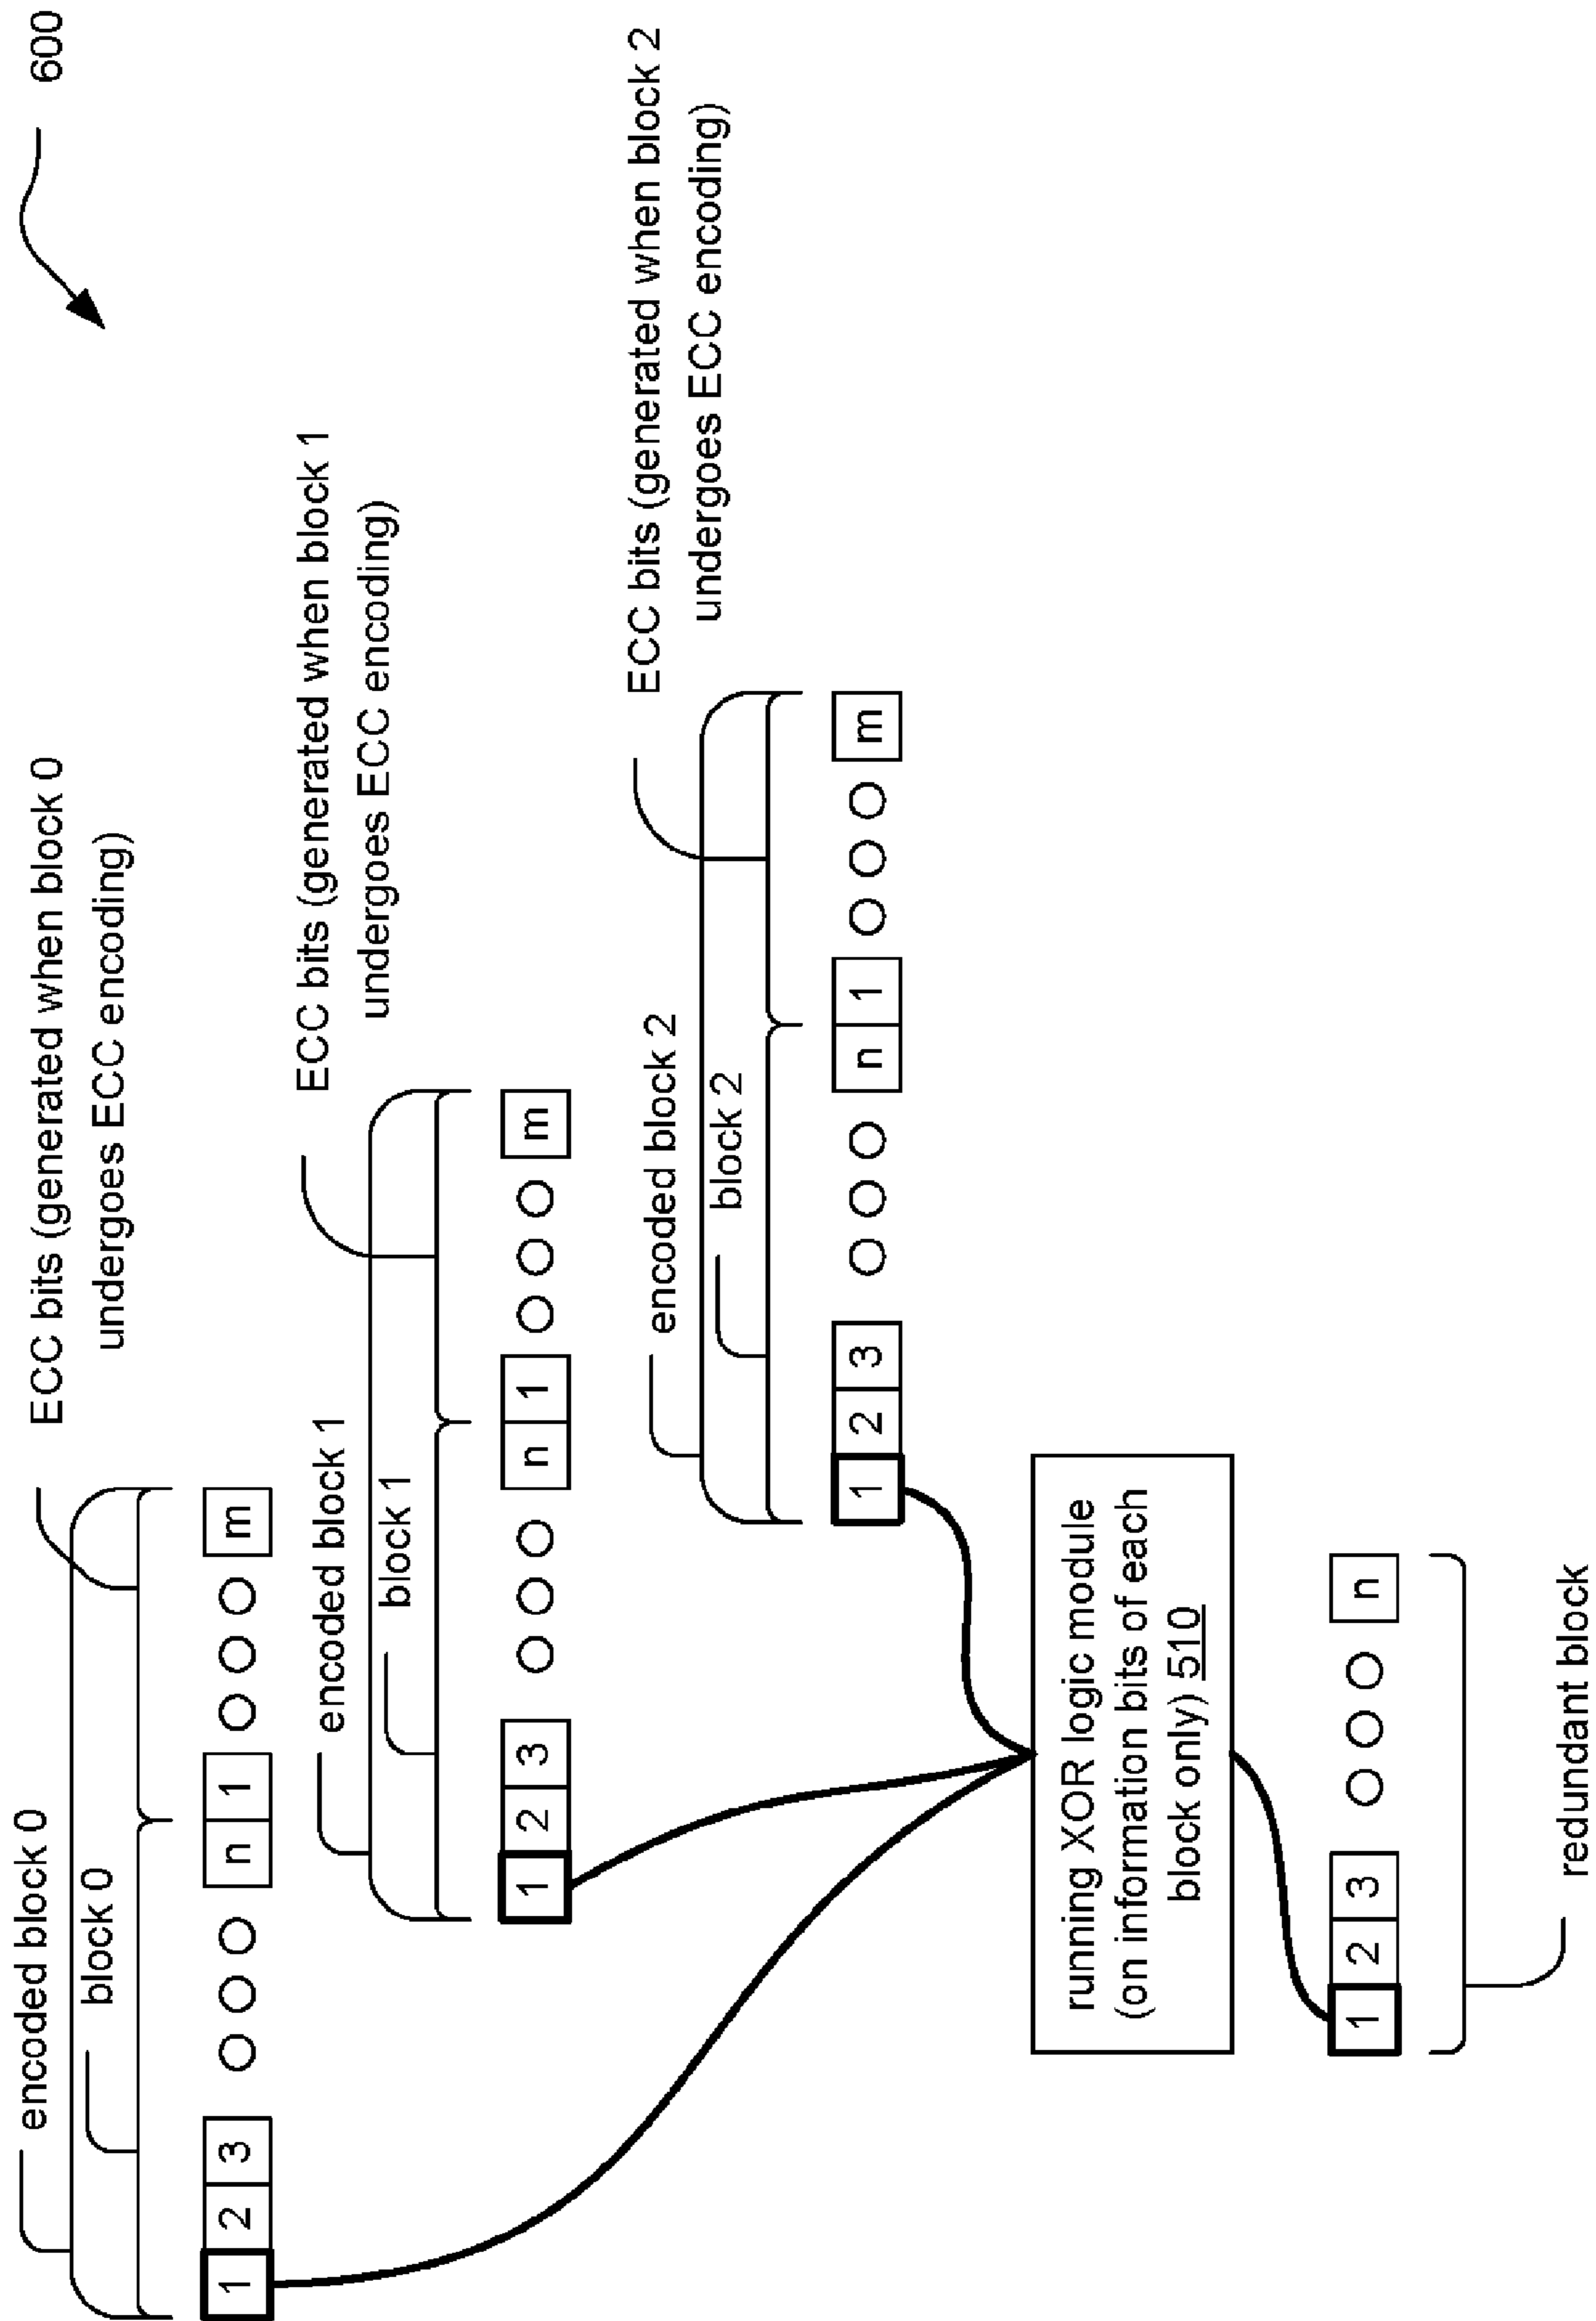 600
encoded block 0
block 0
ECC bits (generated when block 0
undergoes ECC encoding)
1 2 3 n 1 m
encoded block 1
block 1
ECC bits (generated when block 1
undergoes ECC encoding)
1 2 3 n 1 m
encoded block 2
block 2
ECC bits (generated when block 2
undergoes ECC encoding)
1 2 3 n 1 m
running XOR logic module
(on information bits of each
block only) 510
1 2 3 n
redundant block